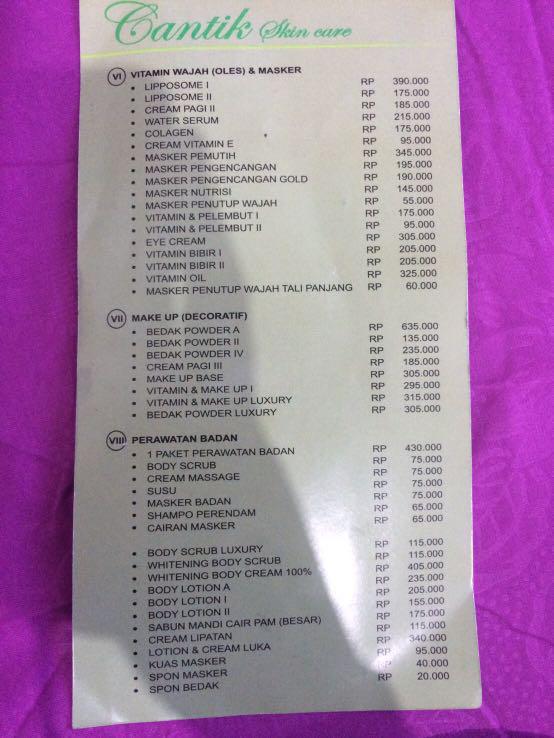 Cantik Skin care
VI VITAMIN WAJAH (OLES) & MASKER
• LIPPOSOME I RP 390.000
• LIPPOSOME II RP 175.000
• CREAM PAGI II RP 185.000
• WATER SERUM RP 215.000
• COLAGEN RP 175.000
• CREAM VITAMIN E RP 95.000
• MASKER PEMUTIH RP 345.000
• MASKER PENGENCANGAN RP 195.000
• MASKER PENGENCANGAN GOLD RP 190.000
• MASKER NUTRISI RP 145.000
• MASKER PENUTUP WAJAH RP 55.000
• VITAMIN & PELEMBUT I RP 175.000
• VITAMIN & PELEMBUT II RP 95.000
• EYE CREAM RP 305.000
• VITAMIN BIBIR I RP 205.000
• VITAMIN BIBIR II RP 205.000
• VITAMIN OIL RP 325.000
• MASKER PENUTUP WAJAH TALI PANJANG RP 60.000
VII MAKE UP (DECORATIF)
• BEDAK POWDER A RP 635.000
• BEDAK POWDER II RP 135.000
• BEDAK POWDER IV RP 235.000
• CREAM PAGI III RP 185.000
• MAKE UP BASE RP 305.000
• VITAMIN & MAKE UP I RP 295.000
• VITAMIN & MAKE UP LUXURY RP 315.000
• BEDAK POWDER LUXURY RP 305.000
VIII PERAWATAN BADAN
• 1 PAKET PERAWATAN BADAN RP 430.000
• BODY SCRUB RP 75.000
• CREAM MASSAGE RP 75.000
• SUSU RP 75.000
• MASKER BADAN RP 75.000
• SHAMPO PERENDAM RP 65.000
• CAIRAN MASKER RP 65.000
• BODY SCRUB LUXURY RP 115.000
• WHITENING BODY SCRUB RP 115.000
• WHITENING BODY CREAM 100% RP 405.000
• BODY LOTION A RP 235.000
• BODY LOTION I RP 205.000
• BODY LOTION II RP 155.000
• SABUN MANDI CAIR PAM (BESAR) RP 175.000
• CREAM LIPATAN RP 115.000
• LOTION & CREAM LUKA RP 340.000
• KUAS MASKER RP 95.000
• SPON MASKER RP 40.000
• SPON BEDAK RP 20.000